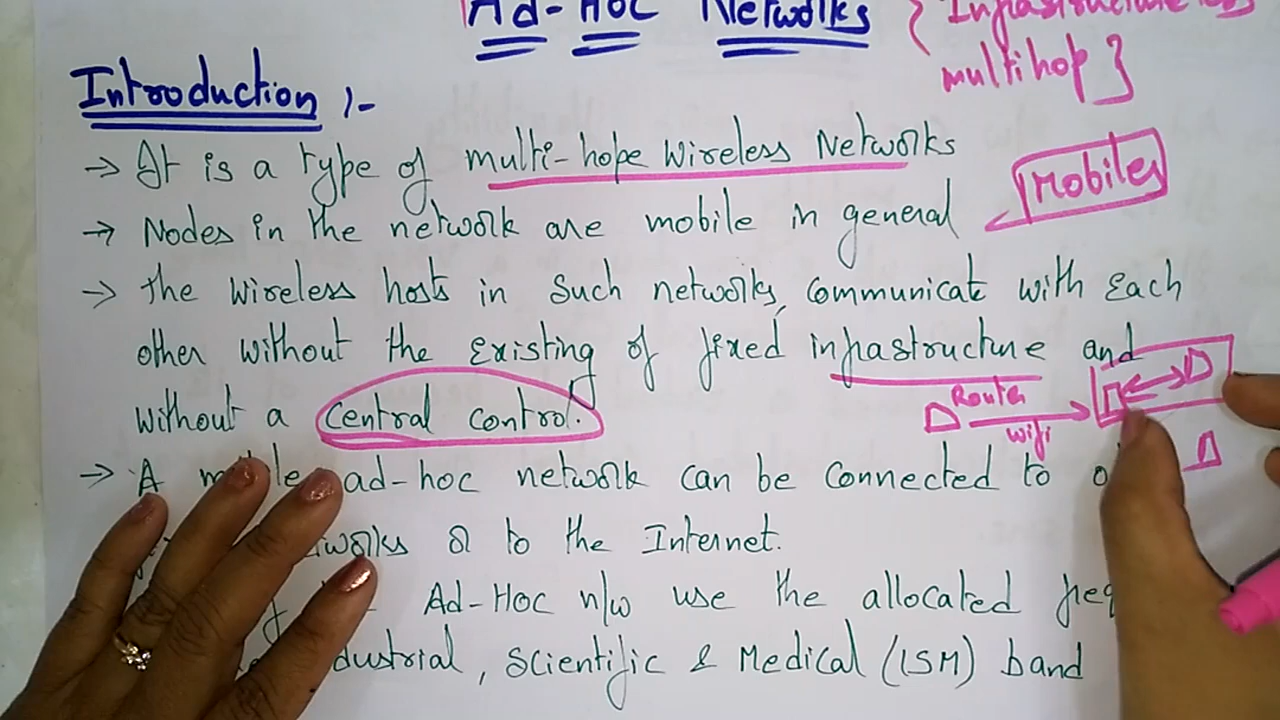 Ad-Hoc Networks { Infrastructure less
multihop }
Introduction :-
→ It is a type of multi-hope Wireless Networks
Mobiles
→ Nodes in the network are mobile in general
→ the wireless hosts in such networks, communicate with each
other without the existing of fixed infrastructure and
without a central control.
Router
wifi
→ A ad-hoc network can be connected to
or to the Internet.
Ad-Hoc n/w use the allocated
, Scientific & Medical (ISM) band